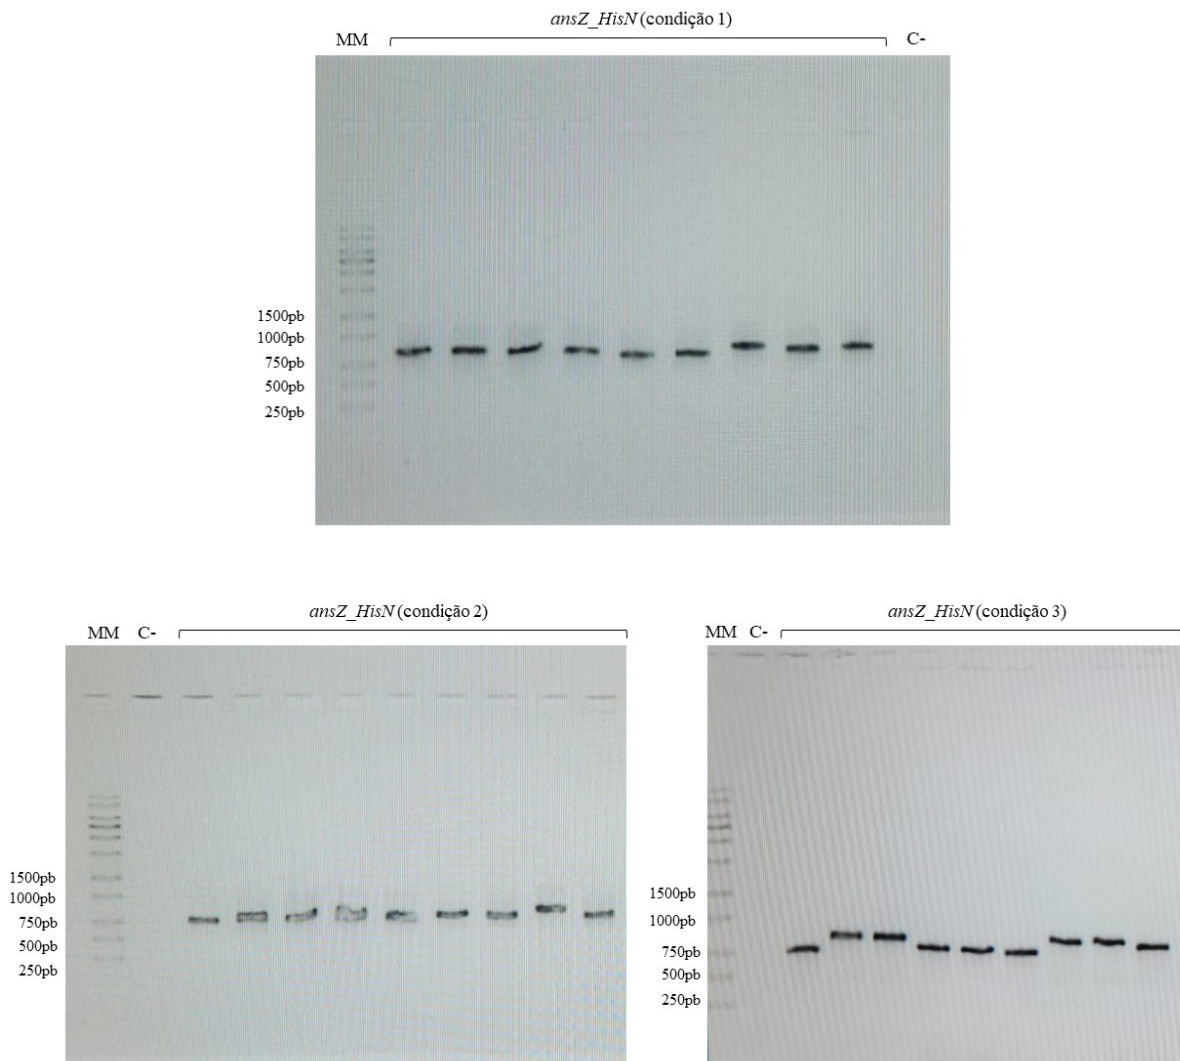 ansZ_HisN (condição 1)
MM C-
1500pb
1000pb
750pb
500pb
250pb
ansZ_HisN (condição 2)
MM C-
1500pb
1000pb
750pb
500pb
250pb
ansZ_HisN (condição 3)
MM C-
1500pb
1000pb
750pb
500pb
250pb